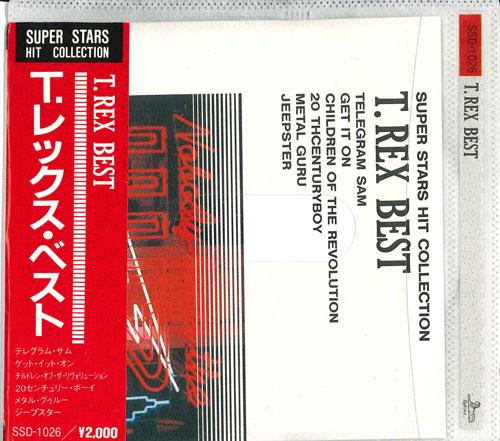 SUPER STARS
HIT COLLECTION
T. REX BEST
T.レックス・ベスト
テレグラム・サム
ゲット・イット・オン
チルドレン・オブ・ザ・リヴォリューション
20センチュリー・ボーイ
メタル・グゥルー
ジープスター
SSD-1026/¥2,000
SUPER STARS HIT COLLECTION
T. REX BEST
TELEGRAM SAM
GET IT ON
CHILDREN OF THE REVOLUTION
20 THCENTURYBOY
METAL GURU
JEEPSTER
SSD-1026
T. REX BEST